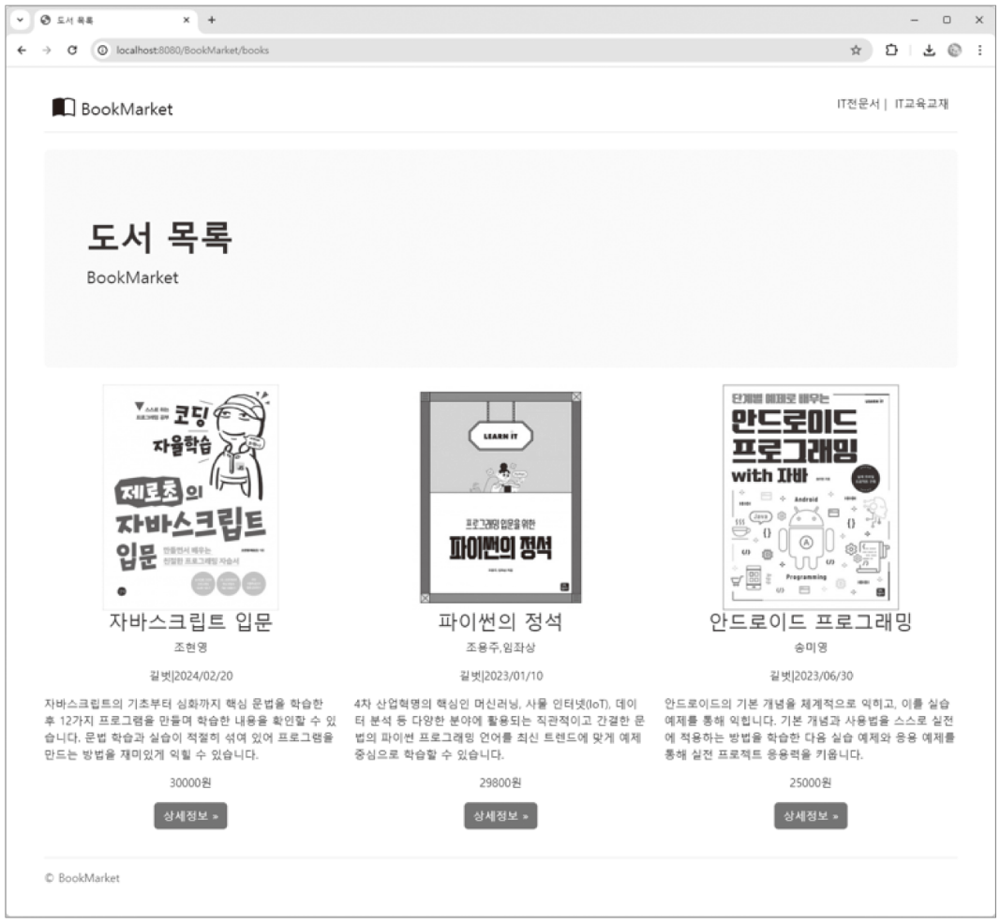 도서 목록
localhost:8080/BookMarket/books
BookMarket
IT전문서 | IT교육교재
도서 목록
BookMarket
코딩
자율학습
제로초의
자바스크립트
입문
만들면서 배우는
친절한 프로그래밍 자습서
LEARN IT
프로그래밍 입문을 위한
파이썬의 정석
단계별 예제로 배우는
LEARN IT
안드로이드
프로그래밍
with 자바
Android
Java
Programming
자바스크립트 입문
조현영
길벗|2024/02/20
자바스크립트의 기초부터 심화까지 핵심 문법을 학습한
후 12가지 프로그램을 만들며 학습한 내용을 확인할 수 있
습니다. 문법 학습과 실습이 적절히 섞여 있어 프로그램을
만드는 방법을 재미있게 익힐 수 있습니다.
30000원
상세정보 »
파이썬의 정석
조용주,임좌상
길벗|2023/01/10
4차 산업혁명의 핵심인 머신러닝, 사물 인터넷(IoT), 데이
터 분석 등 다양한 분야에 활용되는 직관적이고 간결한 문
법의 파이썬 프로그래밍 언어를 최신 트렌드에 맞게 예제
중심으로 학습할 수 있습니다.
29800원
상세정보 »
안드로이드 프로그래밍
송미영
길벗|2023/06/30
안드로이드의 기본 개념을 체계적으로 익히고, 이를 실습
예제를 통해 익힙니다. 기본 개념과 사용법을 스스로 실전
에 적용하는 방법을 학습한 다음 실습 예제와 응용 예제를
통해 실전 프로젝트 응용력을 키웁니다.
25000원
상세정보 »
© BookMarket